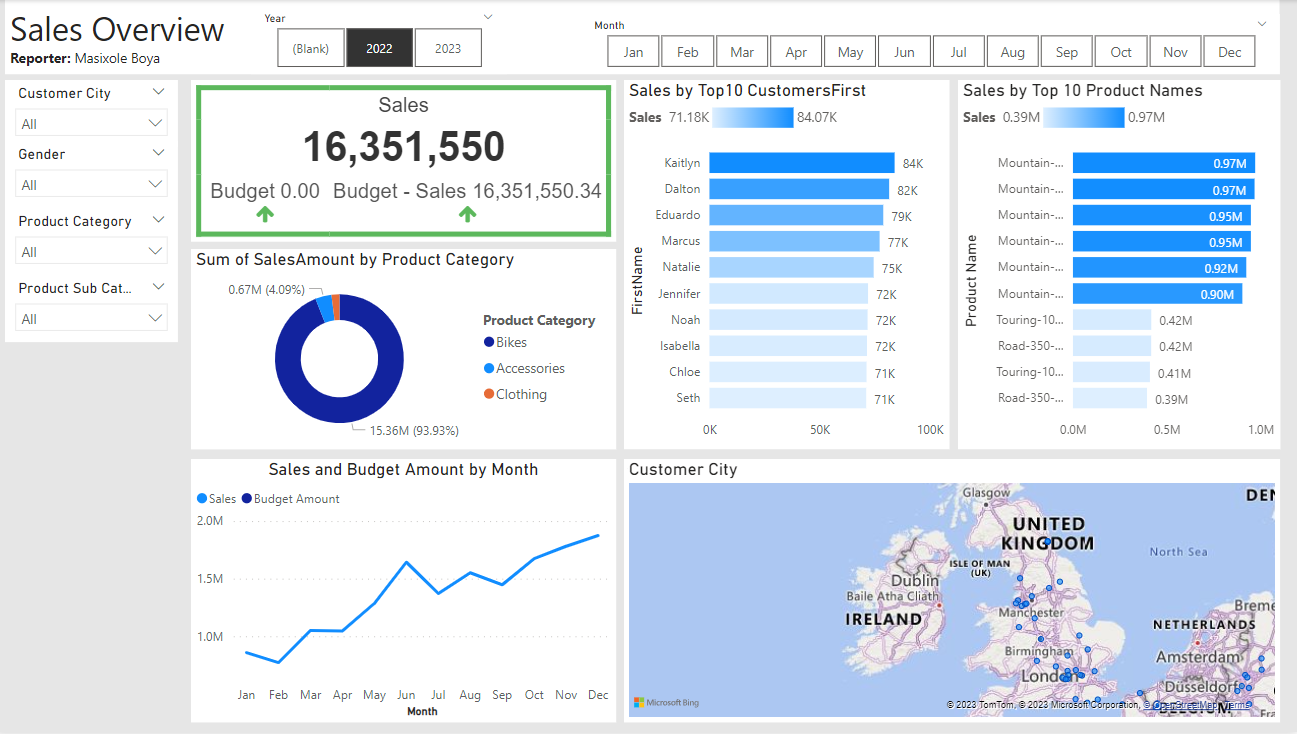 Sales Overview
Reporter: Masixole Boya
Year
(Blank) 2022 2023
Month
Jan Feb Mar Apr May Jun Jul Aug Sep Oct Nov Dec
Customer City
All
Gender
All
Product Category
All
Product Sub Cat...
All
Sales
16,351,550
Budget 0.00 Budget - Sales 16,351,550.34
Sum of SalesAmount by Product Category
0.67M (4.09%)
15.36M (93.93%)
Product Category
Bikes
Accessories
Clothing
Sales by Top10 CustomersFirst
Sales 71.18K 84.07K
FirstName
Kaitlyn 84K
Dalton 82K
Eduardo 79K
Marcus 77K
Natalie 75K
Jennifer 72K
Noah 72K
Isabella 72K
Chloe 71K
Seth 71K
0K 50K 100K
Sales by Top 10 Product Names
Sales 0.39M 0.97M
Product Name
Mountain-... 0.97M
Mountain-... 0.97M
Mountain-... 0.95M
Mountain-... 0.95M
Mountain-... 0.92M
Mountain-... 0.90M
Touring-10... 0.42M
Road-350-... 0.42M
Touring-10... 0.41M
Road-350-... 0.39M
0.0M 0.5M 1.0M
Sales and Budget Amount by Month
Sales Budget Amount
2.0M
1.5M
1.0M
Jan Feb Mar Apr May Jun Jul Aug Sep Oct Nov Dec
Month
Customer City
Glasgow
DEN
UNITED
KINGDOM
North Sea
ISLE OF MAN
(UK)
Dublin
Baile Atha Cliath
IRELAND
Manchester
Breme
NETHERLANDS
Birmingham
Amsterdam
London
Düsseldorf
BELGIUM
Microsoft Bing
© 2023 TomTom, © 2023 Microsoft Corporation, © OpenStreetMap Terms